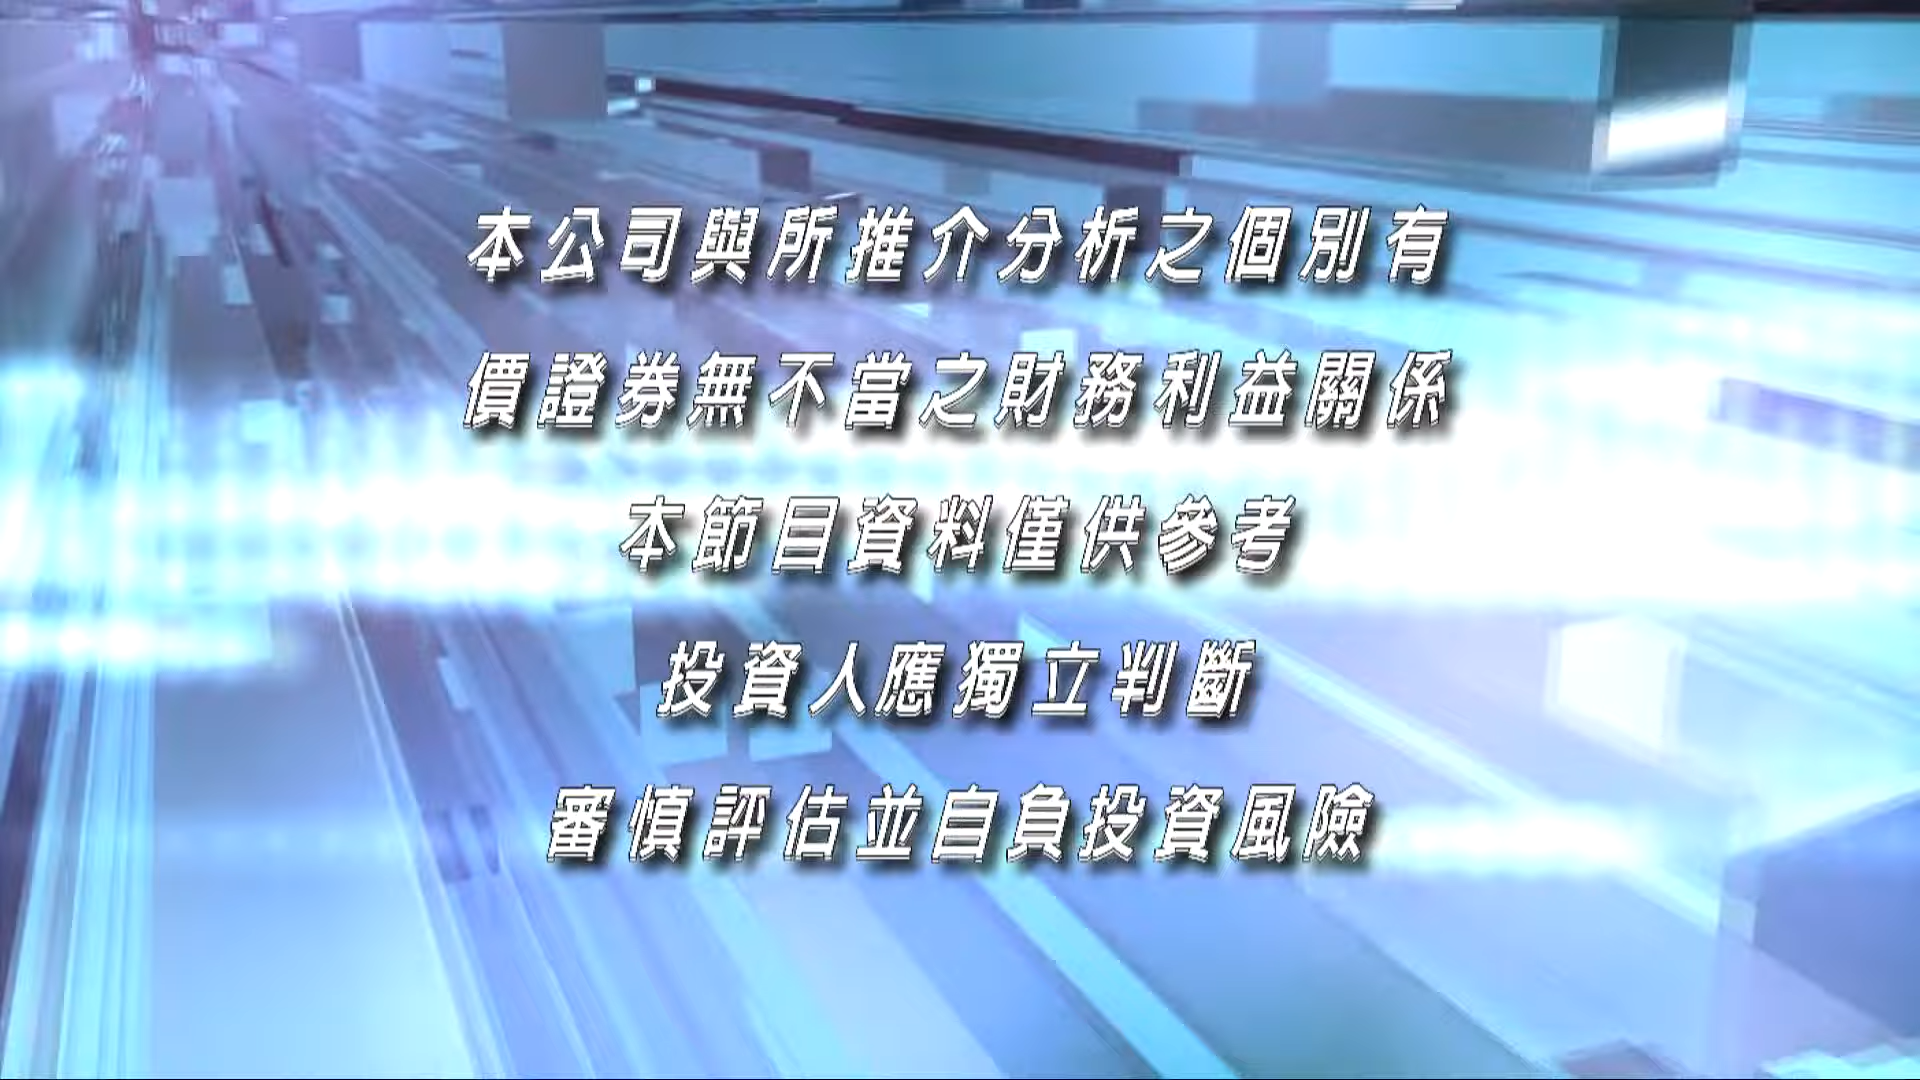 本公司與所推介分析之個別有
價證券無不當之財務利益關係
本節目資料僅供參考
投資人應獨立判斷
審慎評估並自負投資風險